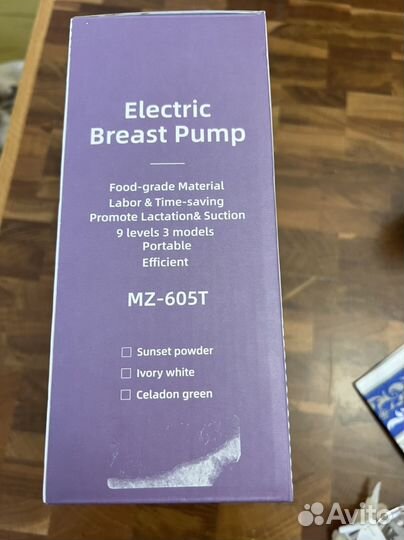 Electric
Breast Pump
Food-grade Material
Labor & Time-saving
Promote Lactation& Suction
9 levels 3 models
Portable
Efficient
MZ-605T
Sunset powder
Ivory white
Celadon green
Avito